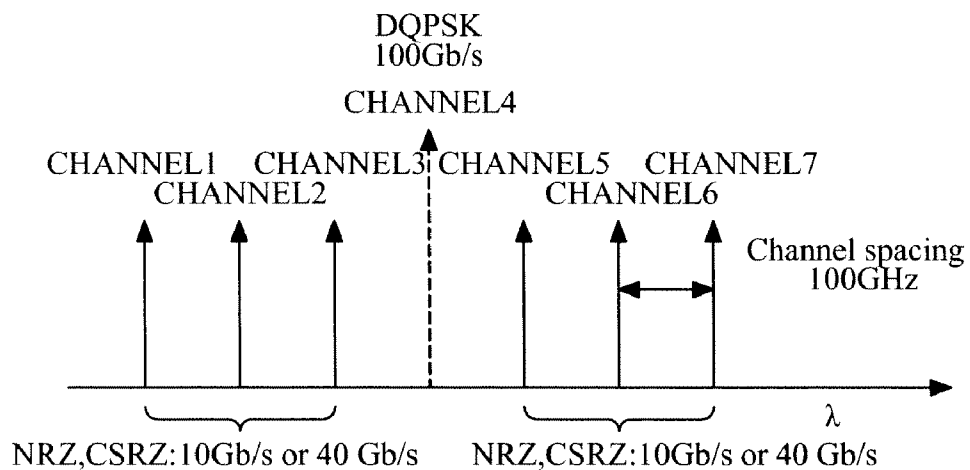 DQPSK
100Gb/s
CHANNEL4
CHANNEL1
CHANNEL3
CHANNEL5
CHANNEL7
CHANNEL2
CHANNEL6
Channel spacing
100GHz
λ
NRZ,CSRZ:10Gb/s or 40 Gb/s
NRZ,CSRZ:10Gb/s or 40 Gb/s